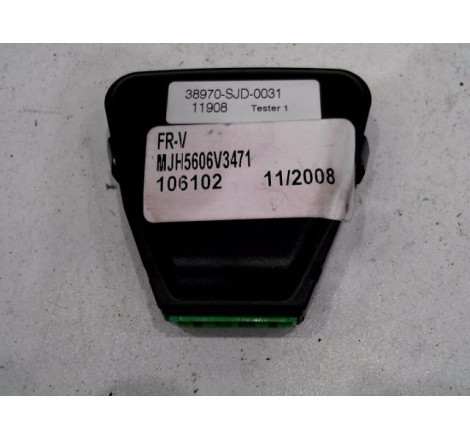 38970-SJD-0031
11908 Tester 1
FR-V
MJH5606V3471
106102 11/2008